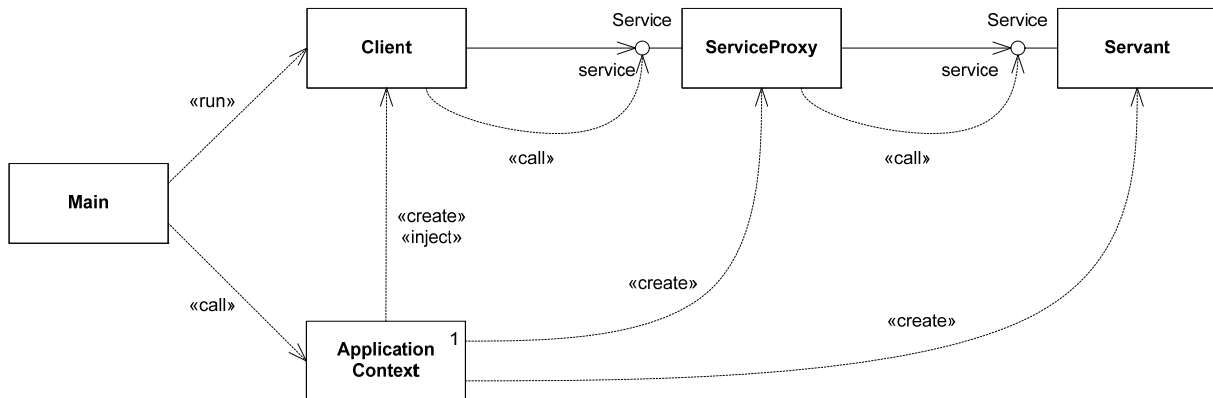 Service
Service
Client
ServiceProxy
Servant
service
service
«run»
«call»
«call»
Main
«create»
«inject»
«create»
«call»
«create»
1
Application
Context